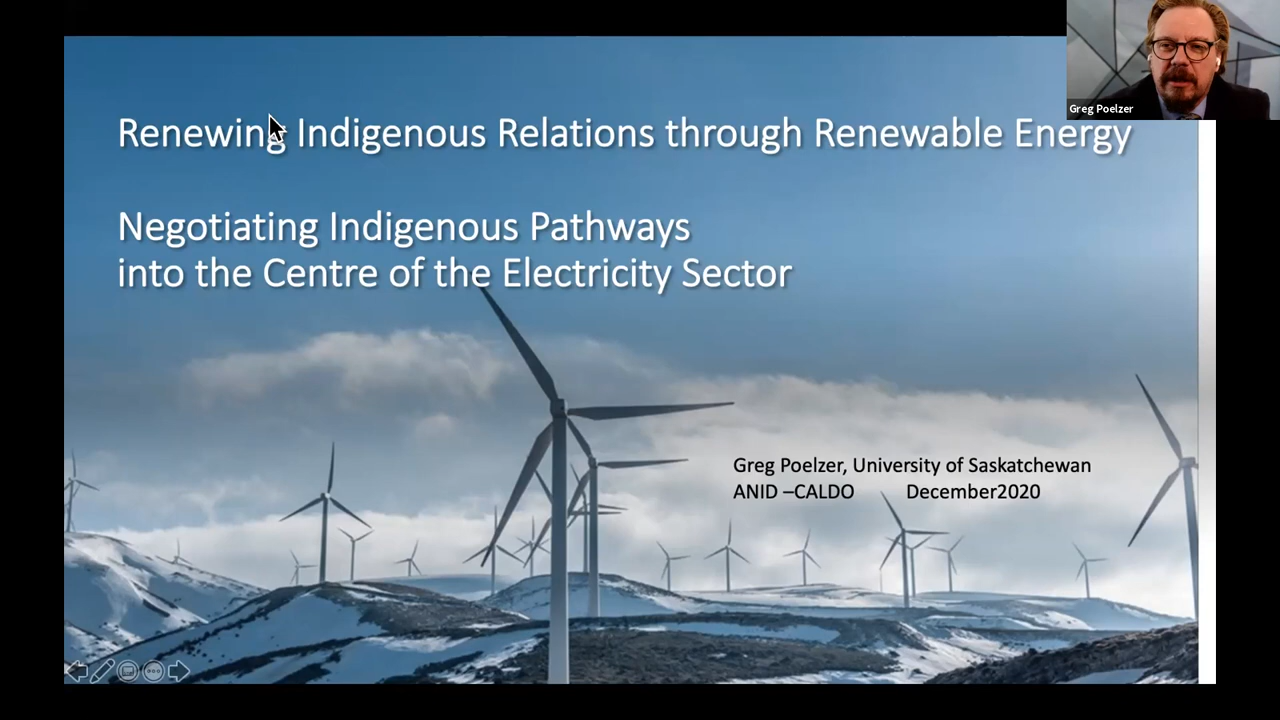 Greg Poelzer
Renewing Indigenous Relations through Renewable Energy
Negotiating Indigenous Pathways
into the Centre of the Electricity Sector
Greg Poelzer, University of Saskatchewan
ANID –CALDO December2020